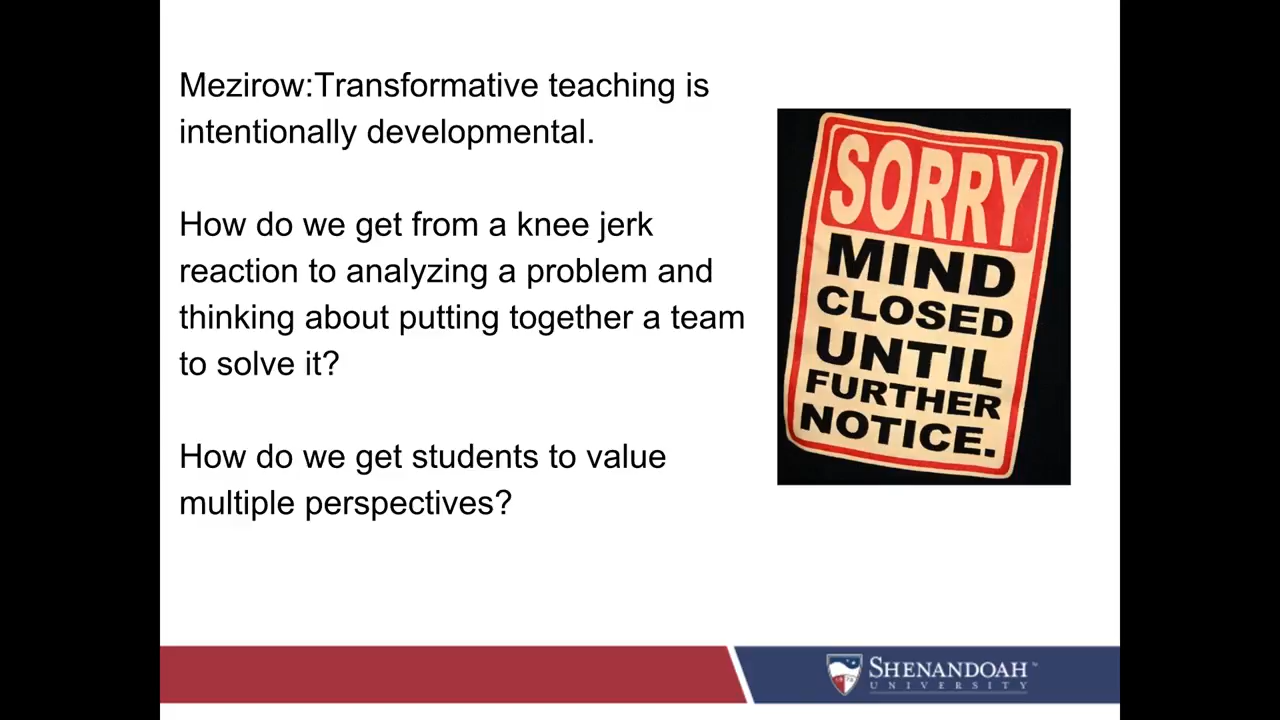 Mezirow:Transformative teaching is
intentionally developmental.
How do we get from a knee jerk
reaction to analyzing a problem and
thinking about putting together a team
to solve it?
How do we get students to value
multiple perspectives?
SORRY
MIND
CLOSED
UNTIL
FURTHER
NOTICE.
SHENANDOAH
UNIVERSITY